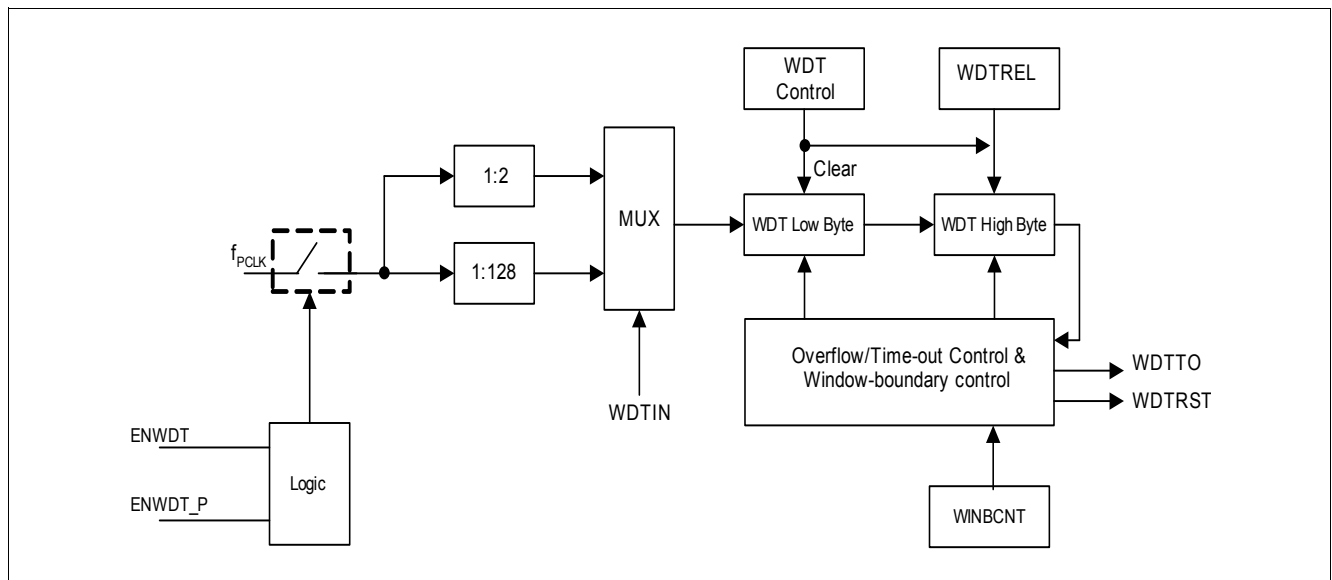 WDT
Control
WDTREL
1:2
Clear
MUX
WDT Low Byte
WDT High Byte
fPCLK
1:128
Overflow/Time-out Control &
Window-boundary control
WDTTO
WDTRST
WDTIN
ENWDT
Logic
ENWDT_P
WINBCNT